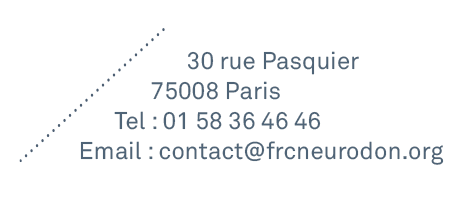 30 rue Pasquier
75008 Paris
Tel : 01 58 36 46 46
Email : contact@frcneurodon.org